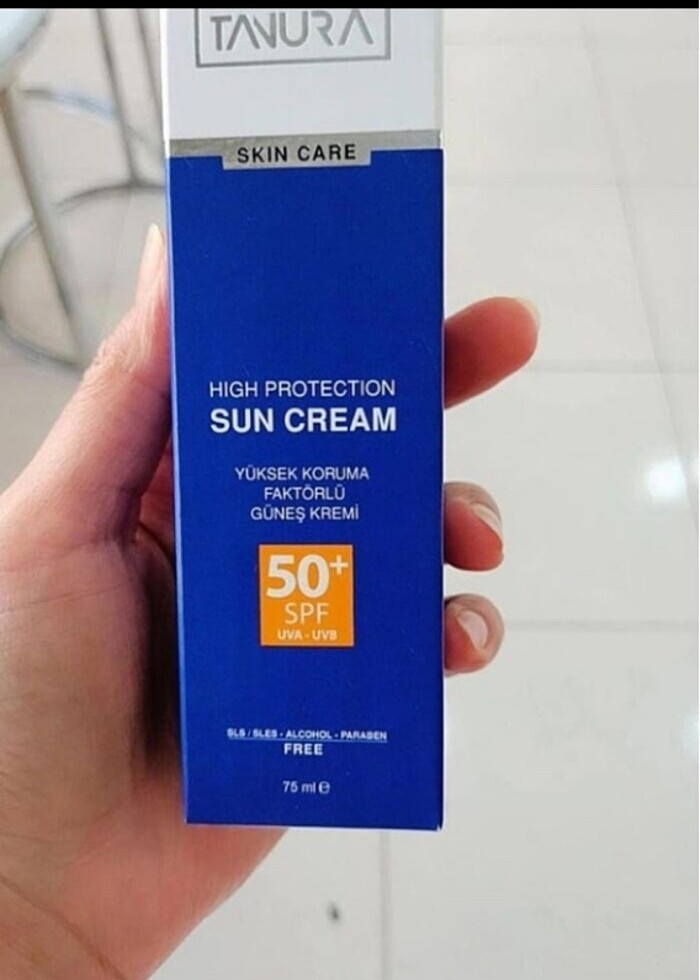 TANURA
SKIN CARE
HIGH PROTECTION
SUN CREAM
YÜKSEK KORUMA
FAKTÖRLÜ
GÜNEŞ KREMİ
50+
SPF
UVA - UVB
SLS / SLES - ALCOHOL - PARABEN
FREE
75 ml ℮